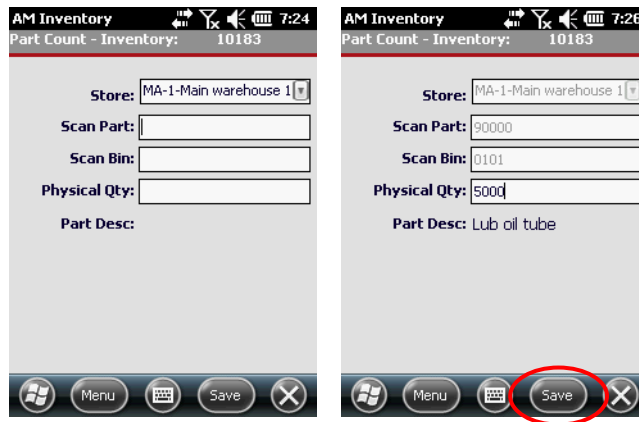 AM Inventory 7:24
Part Count - Inventory: 10183
Store: MA-1-Main warehouse 1
Scan Part:
Scan Bin:
Physical Qty:
Part Desc:
Menu Save
AM Inventory 7:26
Part Count - Inventory: 10183
Store: MA-1-Main warehouse 1
Scan Part: 90000
Scan Bin: 0101
Physical Qty: 5000
Part Desc: Lub oil tube
Menu Save